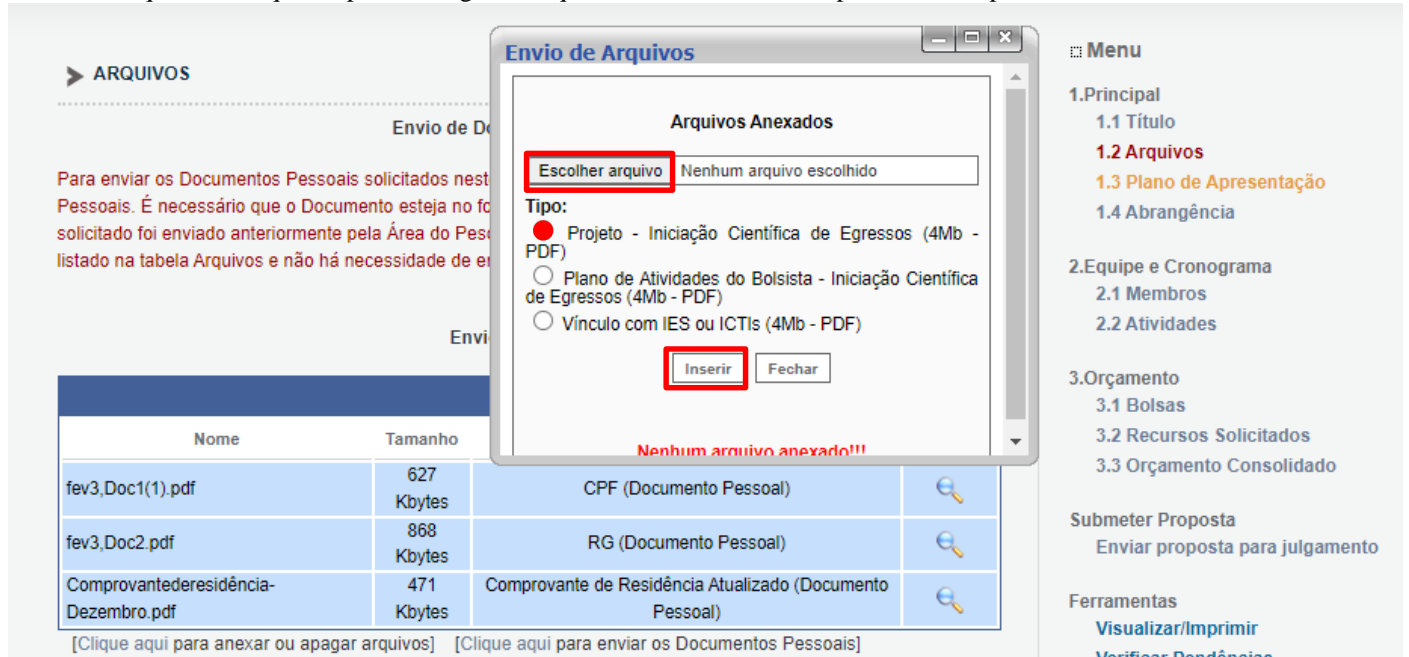 ARQUIVOS
Envio de
Para enviar os Documentos Pessoais solicitados
Pessoais. É necessário que o Documento esteja no
solicitado foi enviado anteriormente pela Área do
listado na tabela Arquivos e não há necessidade de
Nome Tamanho
fev3,Doc1(1).pdf 627 Kbytes CPF (Documento Pessoal)
fev3,Doc2.pdf 868 Kbytes RG (Documento Pessoal)
Comprovantederesidência-
Dezembro.pdf 471 Kbytes Comprovante de Residência Atualizado (Documento
Pessoal)
[Clique aqui para anexar ou apagar arquivos] [Clique aqui para enviar os Documentos Pessoais]
Envio de Arquivos
Arquivos Anexados
Escolher arquivo Nenhum arquivo escolhido
Tipo:
Projeto - Iniciação Científica de Egressos (4Mb -
PDF)
Plano de Atividades do Bolsista - Iniciação Científica
de Egressos (4Mb - PDF)
Vínculo com IES ou ICTIs (4Mb - PDF)
Inserir Fechar
Nenhum arquivo anexado!!!
Menu
1.Principal
1.1 Título
1.2 Arquivos
1.3 Plano de Apresentação
1.4 Abrangência
2.Equipe e Cronograma
2.1 Membros
2.2 Atividades
3.Orçamento
3.1 Bolsas
3.2 Recursos Solicitados
3.3 Orçamento Consolidado
Submeter Proposta
Enviar proposta para julgamento
Ferramentas
Visualizar/Imprimir
Verificar Pendências